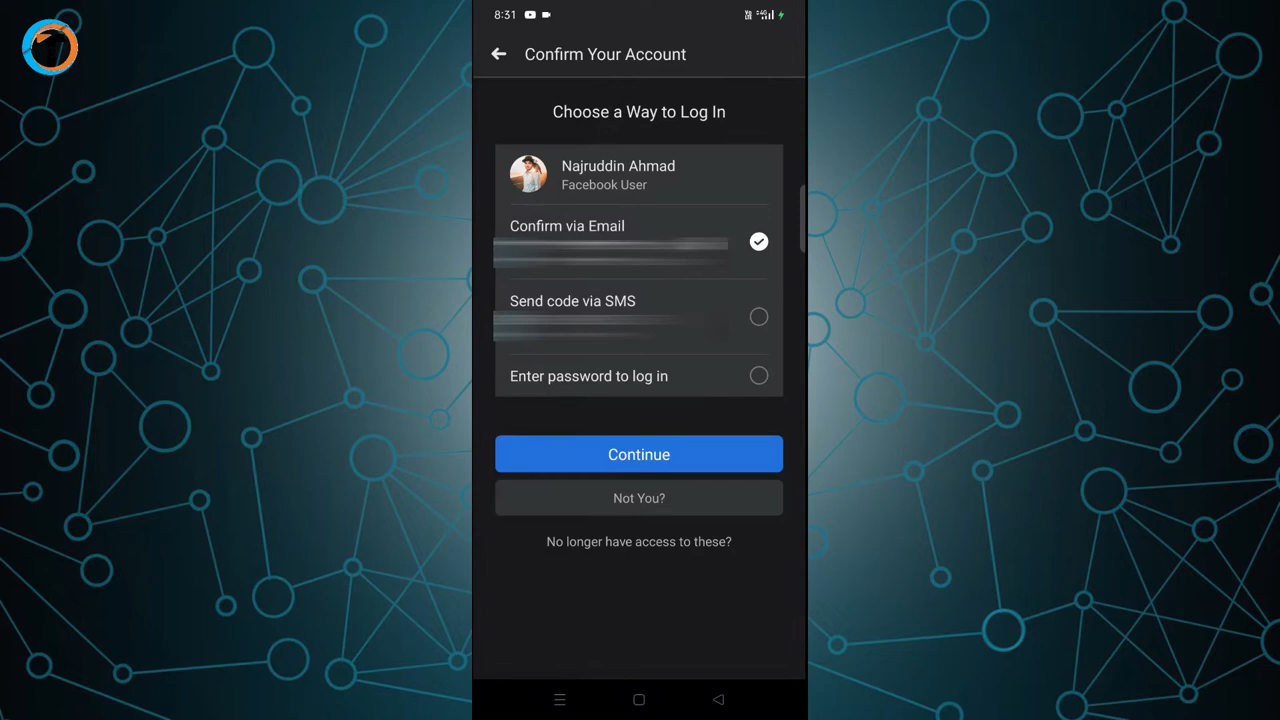 8:31
Confirm Your Account
Choose a Way to Log In
Najruddin Ahmad
Facebook User
Confirm via Email
Send code via SMS
Enter password to log in
Continue
Not You?
No longer have access to these?